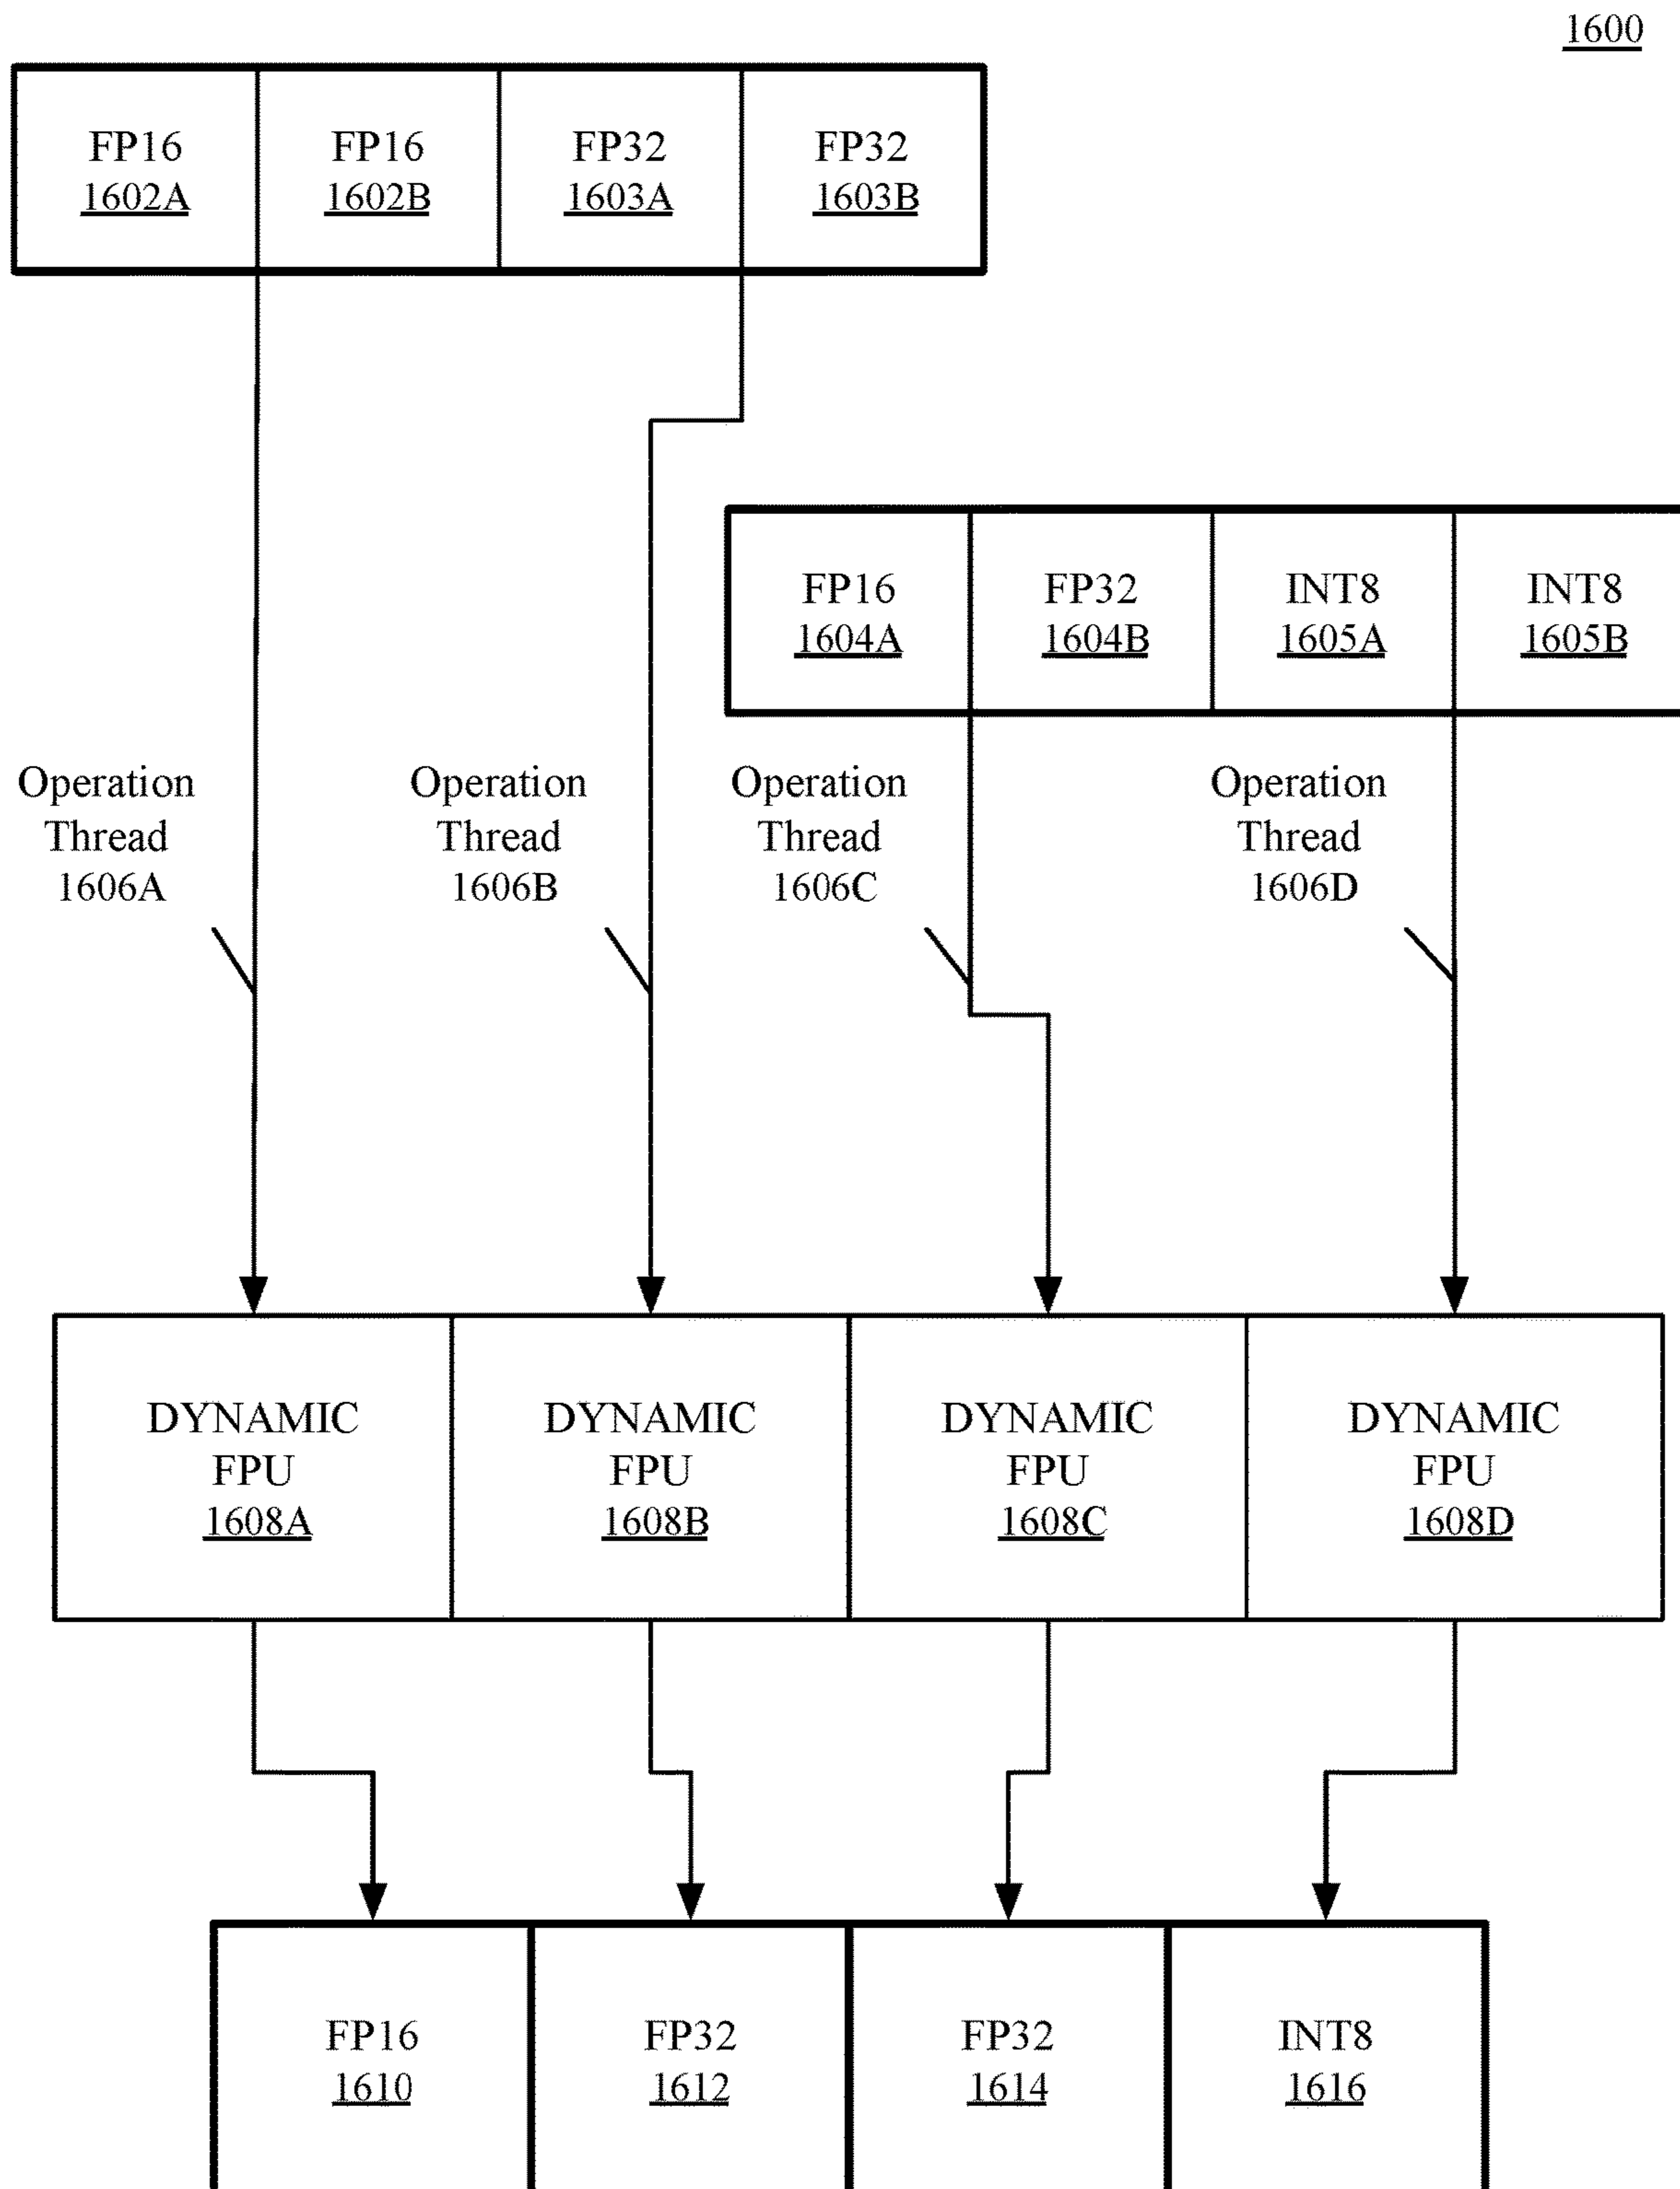 1600
FP16
1602A
FP16
1602B
FP32
1603A
FP32
1603B
FP16
1604A
FP32
1604B
INT8
1605A
INT8
1605B
Operation
Thread
1606A
Operation
Thread
1606B
Operation
Thread
1606C
Operation
Thread
1606D
DYNAMIC
FPU
1608A
DYNAMIC
FPU
1608B
DYNAMIC
FPU
1608C
DYNAMIC
FPU
1608D
FP16
1610
FP32
1612
FP32
1614
INT8
1616